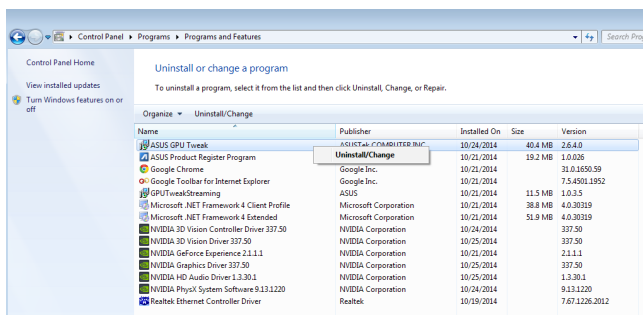 Control Panel ▸ Programs ▸ Programs and Features
Search Pro
Control Panel Home
View installed updates
Turn Windows features on or off
Uninstall or change a program
To uninstall a program, select it from the list and then click Uninstall, Change, or Repair.
Organize Uninstall/Change
Name Publisher Installed On Size Version
ASUS GPU Tweak ASUSTek COMPUTER INC. 10/24/2014 40.4 MB 2.6.4.0
Uninstall/Change
ASUS Product Register Program 10/21/2014 19.2 MB 1.0.026
Google Chrome Google Inc. 10/21/2014 31.0.1650.59
Google Toolbar for Internet Explorer Google Inc. 10/21/2014 7.5.4501.1952
GPUTweakStreaming ASUS 10/21/2014 11.5 MB 1.0.3.5
Microsoft .NET Framework 4 Client Profile Microsoft Corporation 10/21/2014 38.8 MB 4.0.30319
Microsoft .NET Framework 4 Extended Microsoft Corporation 10/21/2014 51.9 MB 4.0.30319
NVIDIA 3D Vision Controller Driver 337.50 NVIDIA Corporation 10/24/2014 337.50
NVIDIA 3D Vision Driver 337.50 NVIDIA Corporation 10/25/2014 337.50
NVIDIA GeForce Experience 2.1.1.1 NVIDIA Corporation 10/21/2014 2.1.1.1
NVIDIA Graphics Driver 337.50 NVIDIA Corporation 10/25/2014 337.50
NVIDIA HD Audio Driver 1.3.30.1 NVIDIA Corporation 10/25/2014 1.3.30.1
NVIDIA PhysX System Software 9.13.1220 NVIDIA Corporation 10/24/2014 9.13.1220
Realtek Ethernet Controller Driver Realtek 10/19/2014 7.67.1226.2012